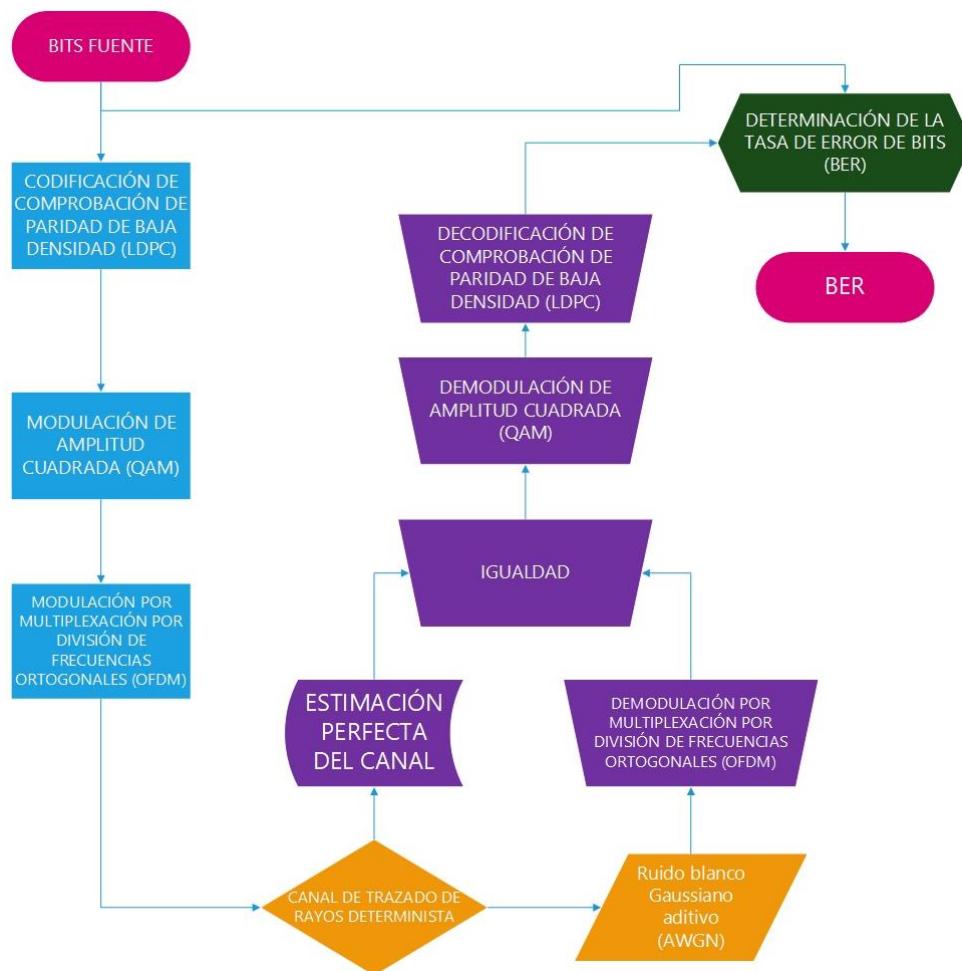 BITS FUENTE
CODIFICACIÓN DE
COMPROBACIÓN DE
PARIDAD DE BAJA
DENSIDAD (LDPC)
MODULACIÓN DE
AMPLITUD
CUADRADA (QAM)
MODULACIÓN POR
MULTIPLEXACIÓN POR
DIVISIÓN DE
FRECUENCIAS
ORTOGONALES (OFDM)
CANAL DE TRAZADO DE
RAYOS DETERMINISTA
Ruido blanco
Gaussiano
aditivo
(AWGN)
ESTIMACIÓN
PERFECTA
DEL CANAL
DEMODULACIÓN POR
MULTIPLEXACIÓN POR
DIVISIÓN DE FRECUENCIAS
ORTOGONALES (OFDM)
IGUALDAD
DEMODULACIÓN DE
AMPLITUD CUADRADA
(QAM)
DECODIFICACIÓN DE
COMPROBACIÓN DE
PARIDAD DE BAJA
DENSIDAD (LDPC)
DETERMINACIÓN DE LA
TASA DE ERROR DE BITS
(BER)
BER